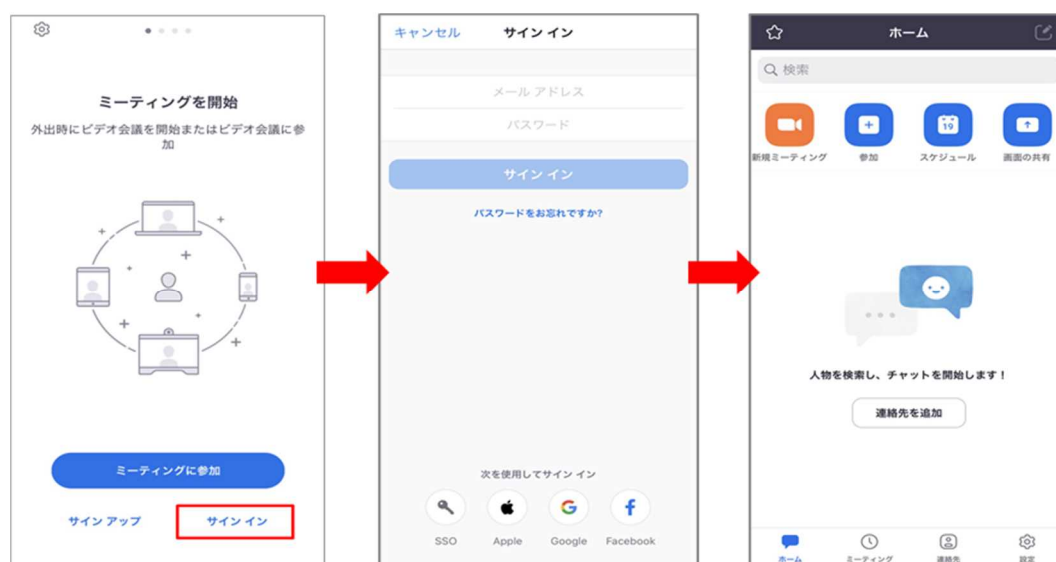 ミーティングを開始
外出時にビデオ会議を開始またはビデオ会議に参
加
ミーティングに参加
サイン アップ
サイン イン
キャンセル
サイン イン
メール アドレス
パスワード
サイン イン
パスワードをお忘れですか?
次を使用してサイン イン
SSO
Apple
Google
Facebook
ホーム
検索
新規ミーティング
参加
19
スケジュール
画面の共有
人物を検索し、チャットを開始します！
連絡先を追加
ホーム
ミーティング
連絡先
設定